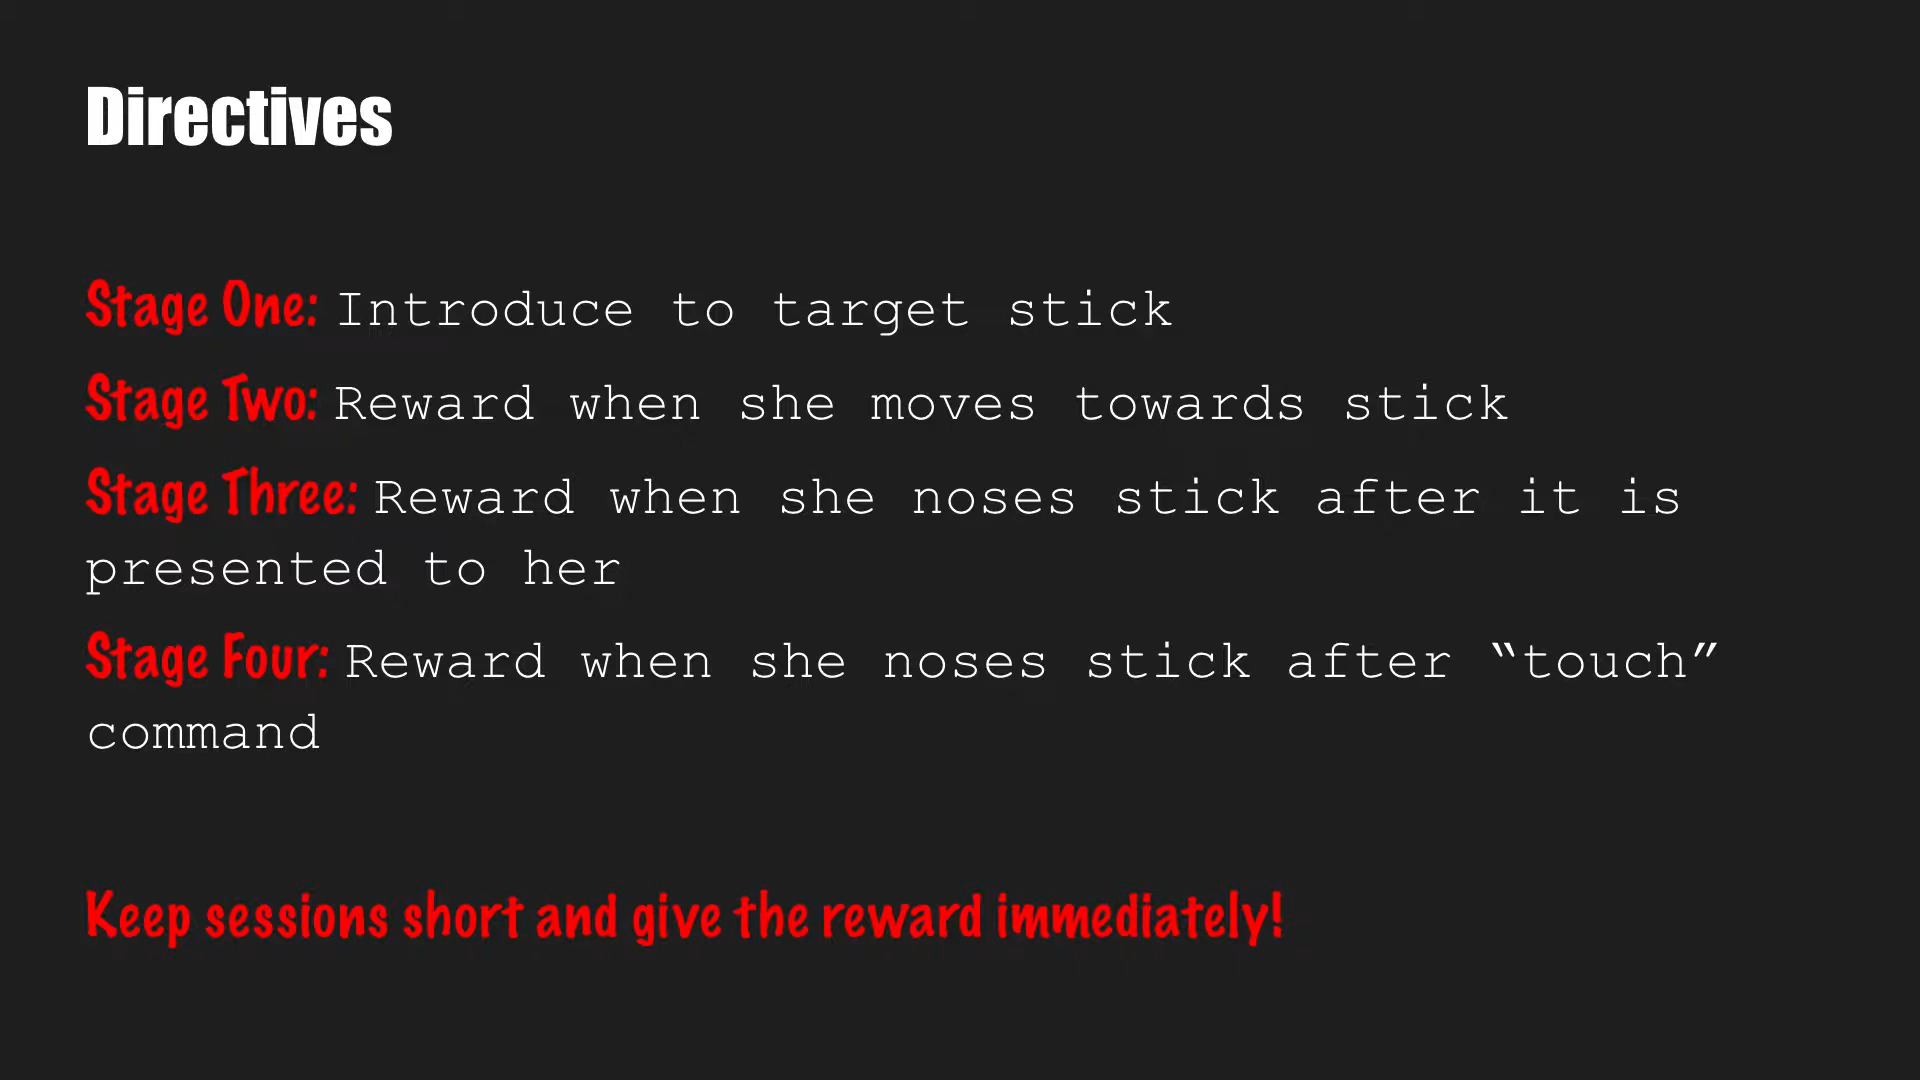 Directives
Stage One: Introduce to target stick
Stage Two: Reward when she moves towards stick
Stage Three: Reward when she noses stick after it is
presented to her
Stage Four: Reward when she noses stick after “touch”
command
Keep sessions short and give the reward immediately!